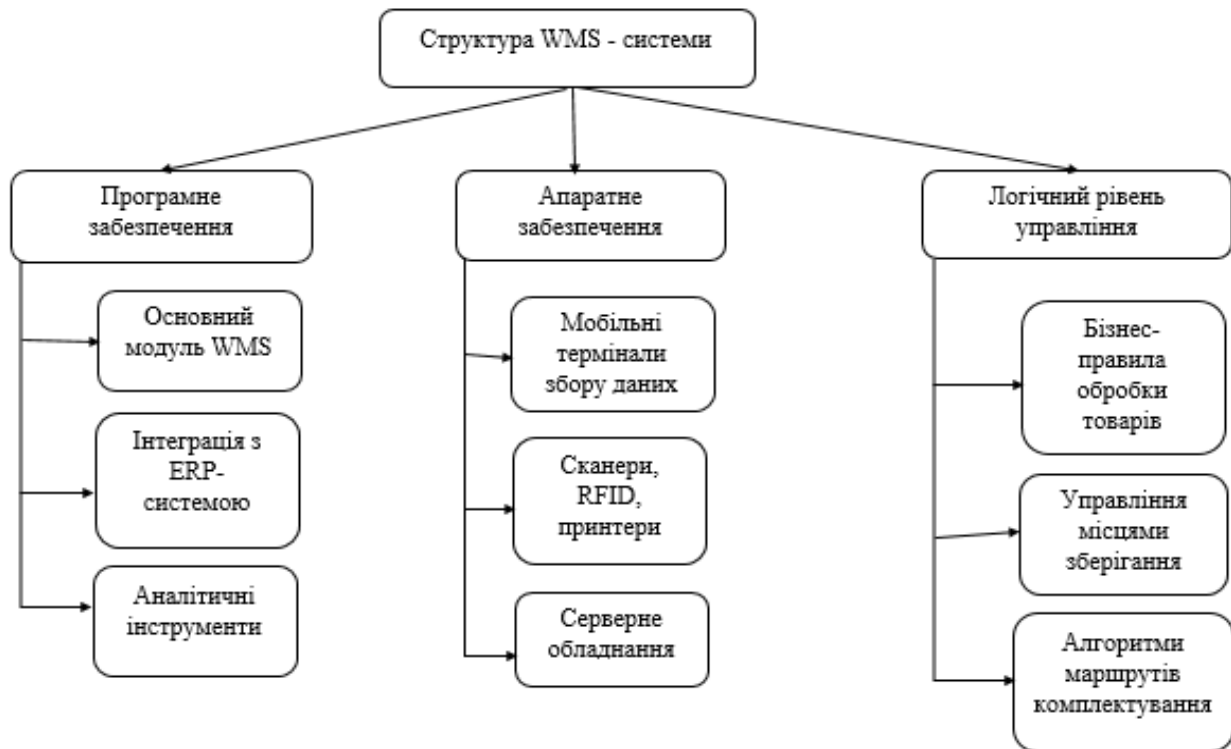 Структура WMS - системи
Програмне
забезпечення
Основний
модуль WMS
Інтеграція з
ERP-
системою
Аналітичні
інструменти
Апаратне
забезпечення
Мобільні
термінали
збору даних
Сканери,
RFID,
принтери
Серверне
обладнання
Логічний рівень
управління
Бізнес-
правила
обробки
товарів
Управління
місцями
зберігання
Алгоритми
маршрутів
комплектування